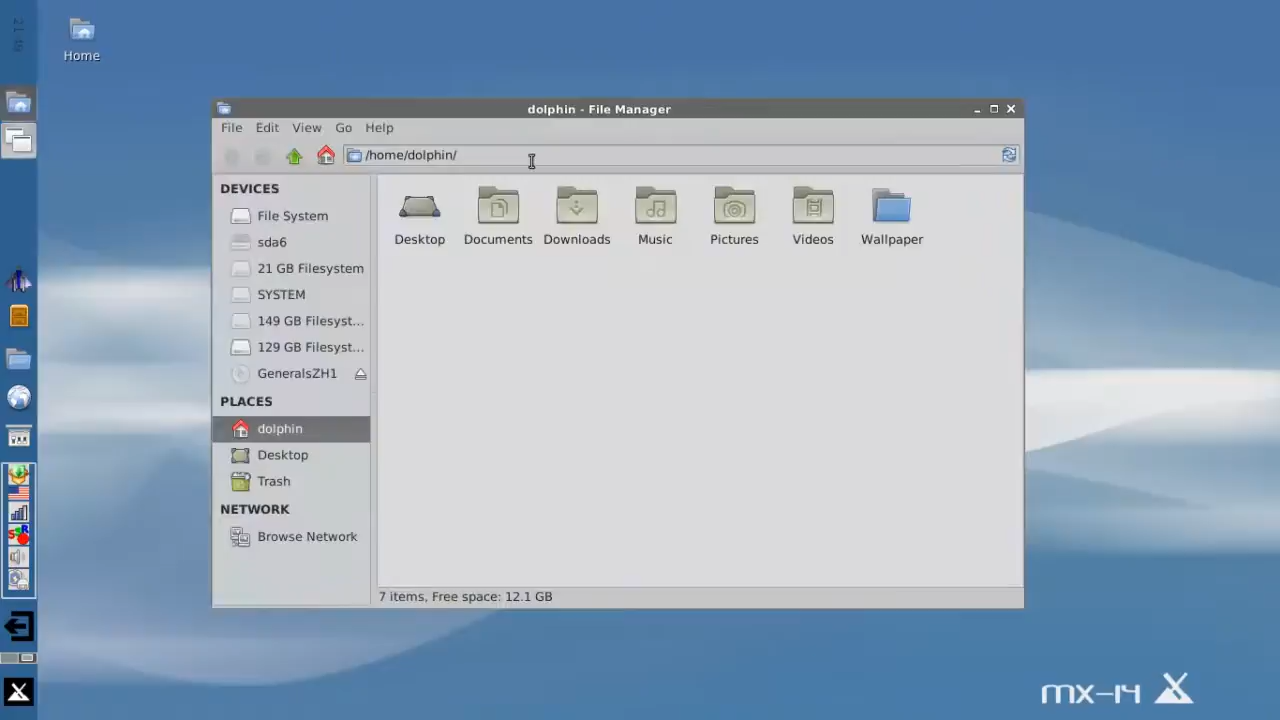 21:49
Home
dolphin - File Manager
File Edit View Go Help
/home/dolphin/
DEVICES
File System
sda6
21 GB Filesystem
SYSTEM
149 GB Filesyst...
129 GB Filesyst...
GeneralsZH1
PLACES
dolphin
Desktop
Trash
NETWORK
Browse Network
Desktop Documents Downloads Music Pictures Videos Wallpaper
7 items, Free space: 12.1 GB
mx-14